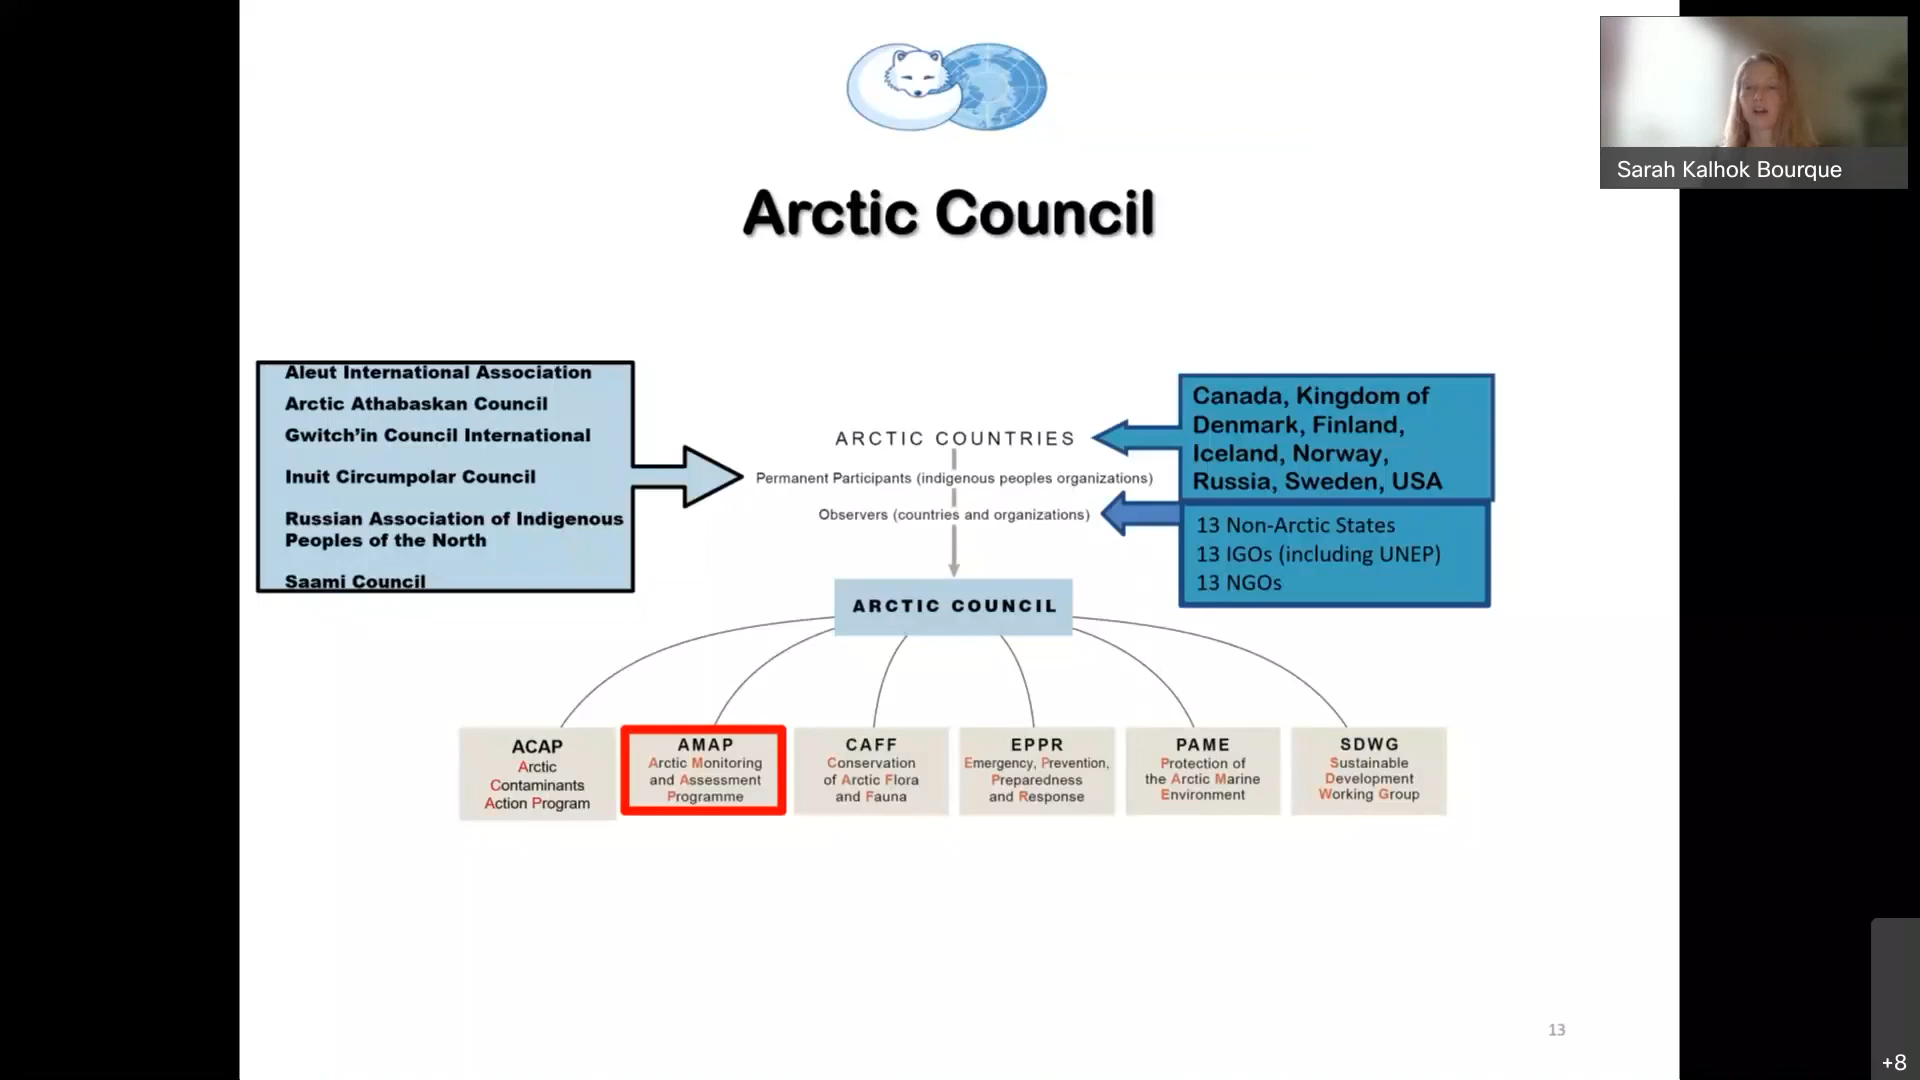 Sarah Kalhok Bourque
Arctic Council
Aleut International Association
Arctic Athabaskan Council
Gwitch'in Council International
Inuit Circumpolar Council
Russian Association of Indigenous
Peoples of the North
Saami Council
ARCTIC COUNTRIES
Permanent Participants (indigenous peoples organizations)
Observers (countries and organizations)
Canada, Kingdom of
Denmark, Finland,
Iceland, Norway,
Russia, Sweden, USA
13 Non-Arctic States
13 IGOs (including UNEP)
13 NGOs
ARCTIC COUNCIL
ACAP
Arctic
Contaminants
Action Program
AMAP
Arctic Monitoring
and Assessment
Programme
CAFF
Conservation
of Arctic Flora
and Fauna
EPPR
Emergency, Prevention,
Preparedness
and Response
PAME
Protection of
the Arctic Marine
Environment
SDWG
Sustainable
Development
Working Group
13
+8